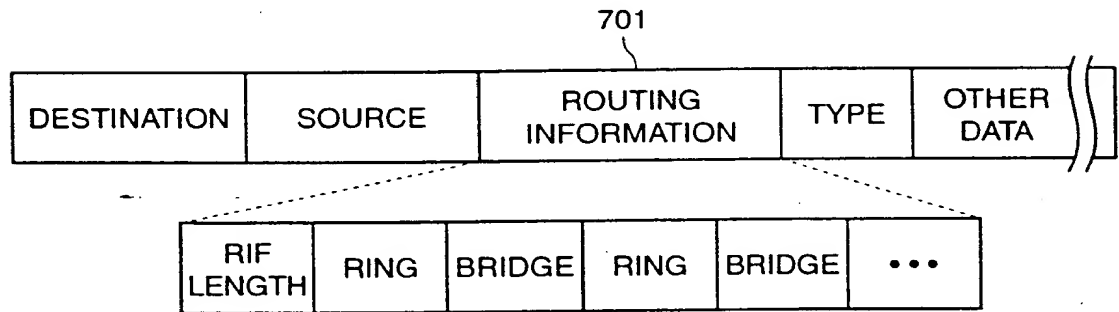 701
DESTINATION
SOURCE
ROUTING
INFORMATION
TYPE
OTHER
DATA
RIF
LENGTH
RING
BRIDGE
RING
BRIDGE
•••